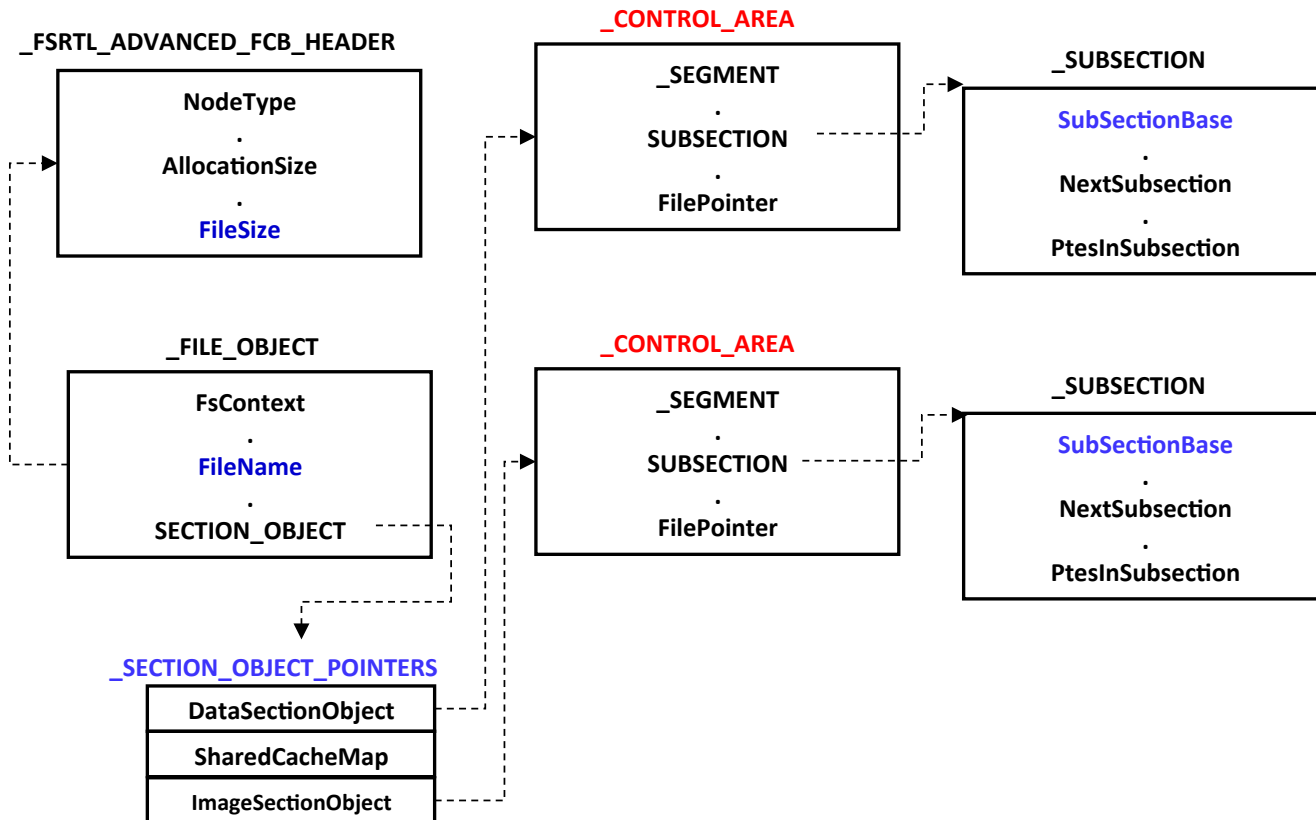 _FSRTL_ADVANCED_FCB_HEADER
NodeType
.
AllocationSize
.
FileSize
_FILE_OBJECT
FsContext
.
FileName
.
SECTION_OBJECT
_SECTION_OBJECT_POINTERS
DataSectionObject
SharedCacheMap
ImageSectionObject
_CONTROL_AREA
_SEGMENT
.
SUBSECTION
.
FilePointer
_SUBSECTION
SubSectionBase
.
NextSubsection
.
PtesInSubsection
_CONTROL_AREA
_SEGMENT
.
SUBSECTION
.
FilePointer
_SUBSECTION
SubSectionBase
.
NextSubsection
.
PtesInSubsection